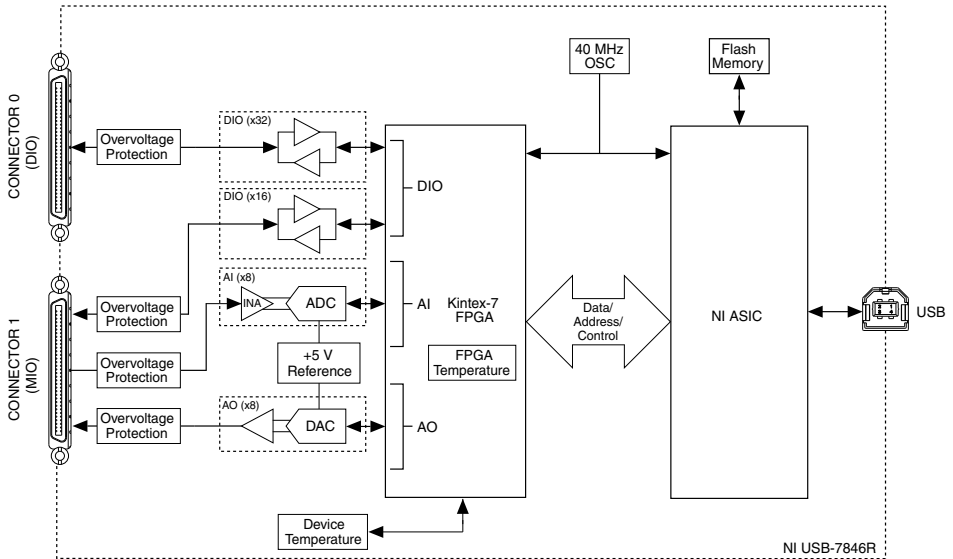 40 MHz
OSC
Flash
Memory
CONNECTOR 0
(DIO)
Overvoltage
Protection
DIO (x32)
DIO
DIO (x16)
AI (x8)
INA
ADC
AI
Kintex-7
FPGA
Data/
Address/
Control
NI ASIC
USB
CONNECTOR 1
(MIO)
Overvoltage
Protection
Overvoltage
Protection
+5 V
Reference
FPGA
Temperature
AO (x8)
Overvoltage
Protection
DAC
AO
Device
Temperature
NI USB-7846R